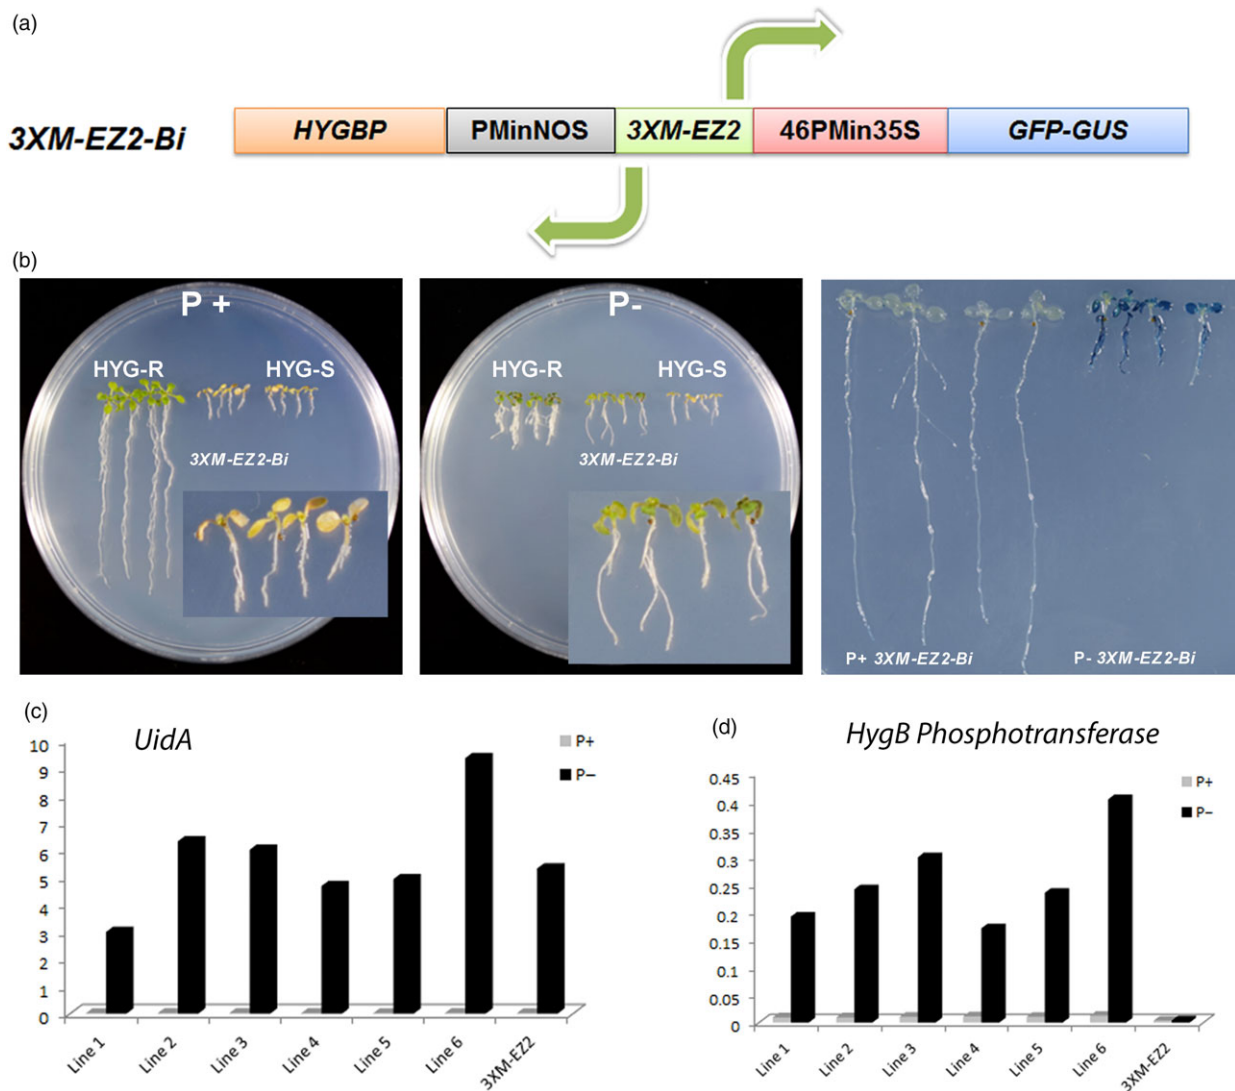 (a)
3XM-EZ2-Bi
HYGBP PMinNOS 3XM-EZ2 46PMin35S GFP-GUS
(b)
P +
HYG-R HYG-S
3XM-EZ2-Bi
P-
HYG-R HYG-S
3XM-EZ2-Bi
P+ 3XM-EZ2-Bi P- 3XM-EZ2-Bi
(c)
UidA
P+
P–
10
9
8
7
6
5
4
3
2
1
0
Line 1 Line 2 Line 3 Line 4 Line 5 Line 6 3XM-EZ2
(d)
HygB Phosphotransferase
P+
P–
0.45
0.4
0.35
0.3
0.25
0.2
0.15
0.1
0.05
0
Line 1 Line 2 Line 3 Line 4 Line 5 Line 6 3XM-EZ2